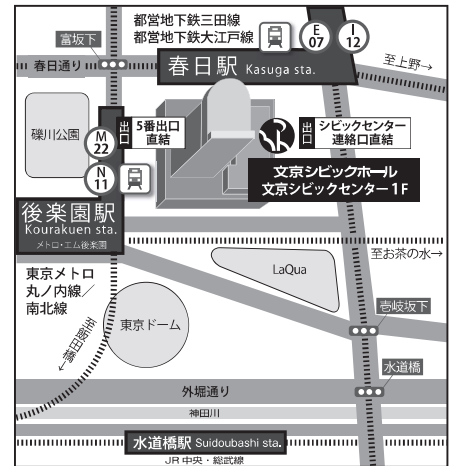 都営地下鉄三田線
都営地下鉄大江戸線
E
07
I
12
富坂下
春日通り
春日駅 Kasuga sta.
至上野→
礫川公園
M
22
出口
5番出口
直結
出口
シビックセンター
連絡口直結
N
11
文京シビックホール
文京シビックセンター1F
後楽園駅
Kourakuen sta.
メトロ・エム後楽園
至お茶の水→
東京メトロ
丸ノ内線／
南北線
LaQua
至飯田橋→
東京ドーム
壱岐坂下
水道橋
外堀通り
神田川
水道橋駅 Suidoubashi sta.
JR中央・総武線